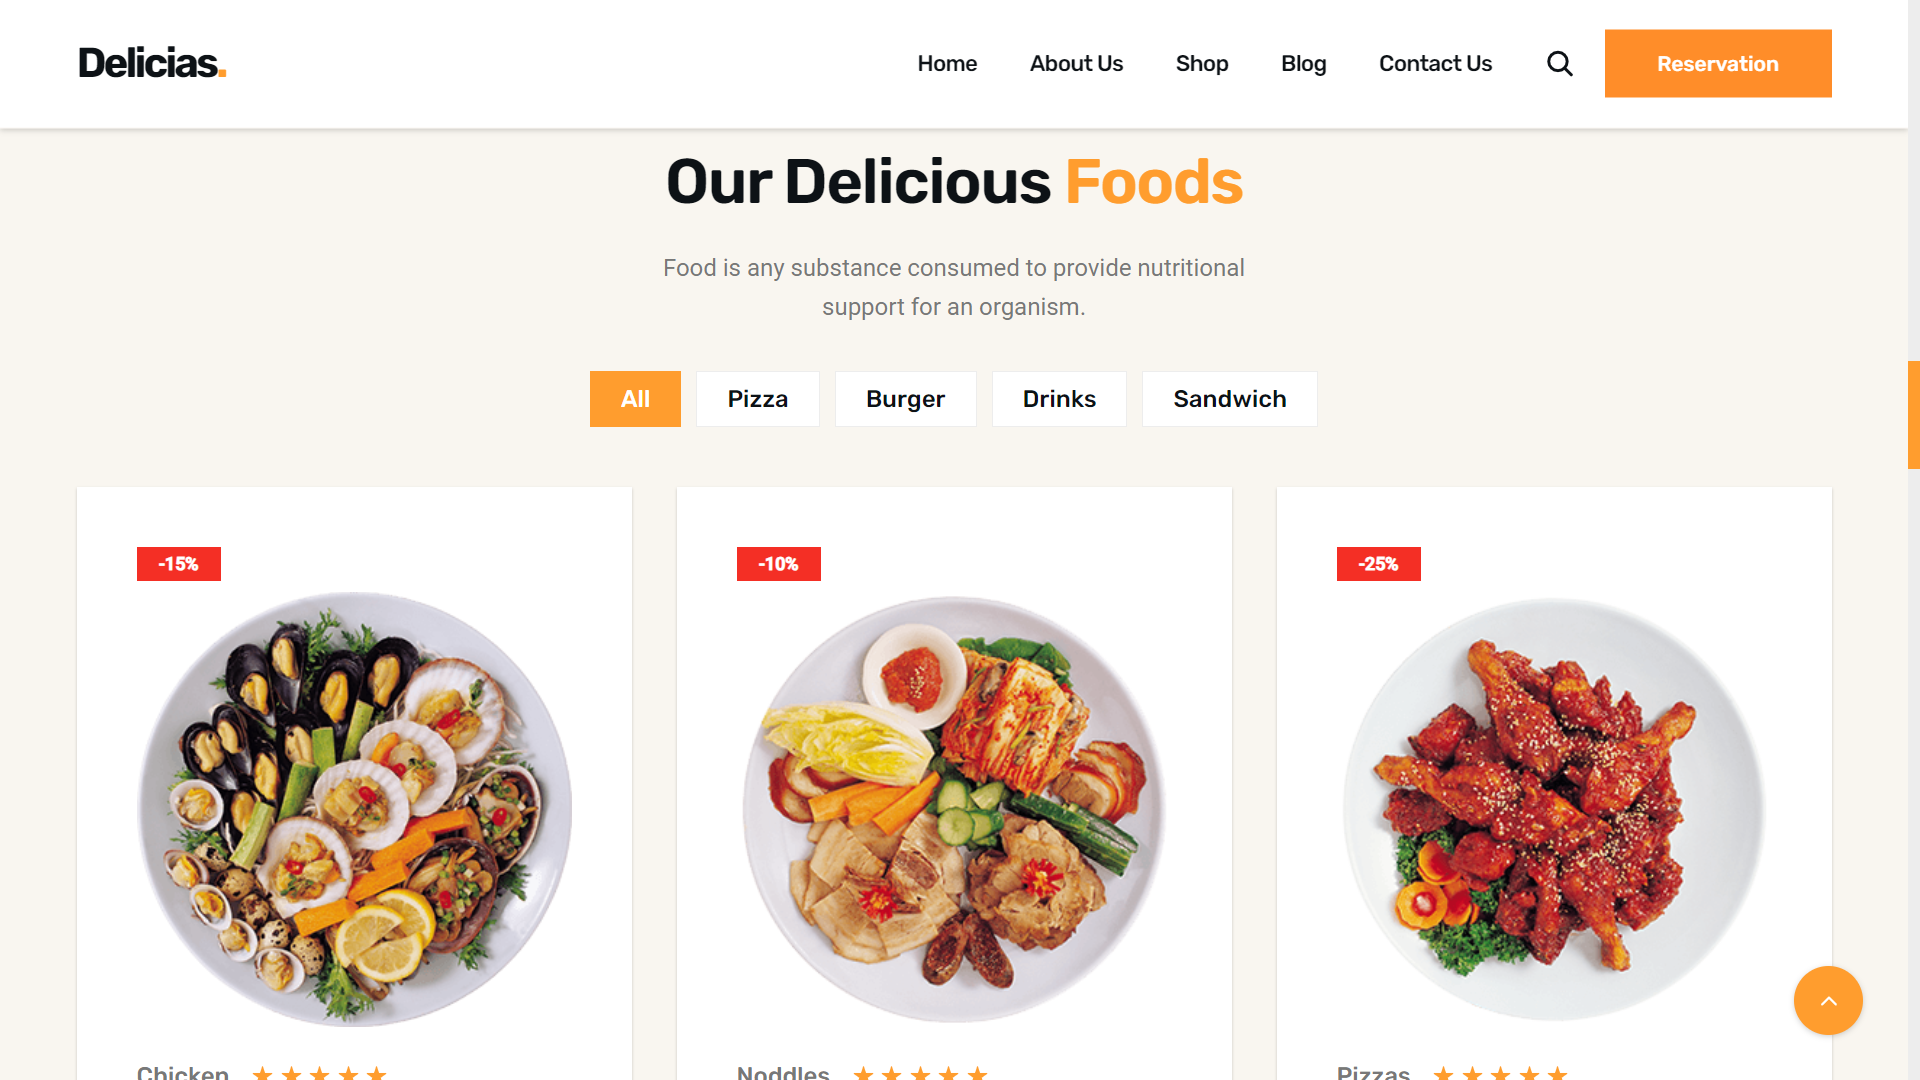 Delicias.
Home About Us Shop Blog Contact Us Reservation
Our Delicious Foods
Food is any substance consumed to provide nutritional
support for an organism.
All Pizza Burger Drinks Sandwich
-15% -10% -25%
Chicken Noddles Pizzas